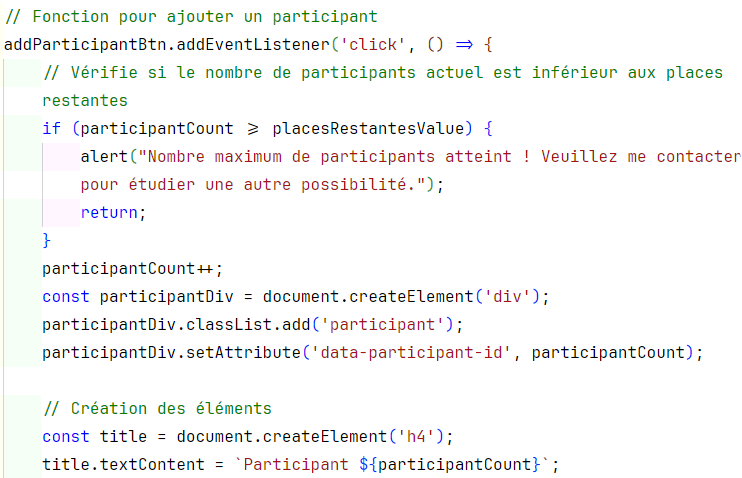 // Fonction pour ajouter un participant
addParticipantBtn.addEventListener('click', () => {
// Vérifie si le nombre de participants actuel est inférieur aux places
restantes
if (participantCount >= placesRestantesValue) {
alert("Nombre maximum de participants atteint ! Veuillez me contacter
pour étudier une autre possibilité.");
return;
}
participantCount++;
const participantDiv = document.createElement('div');
participantDiv.classList.add('participant');
participantDiv.setAttribute('data-participant-id', participantCount);
// Création des éléments
const title = document.createElement('h4');
title.textContent = `Participant ${participantCount}`;